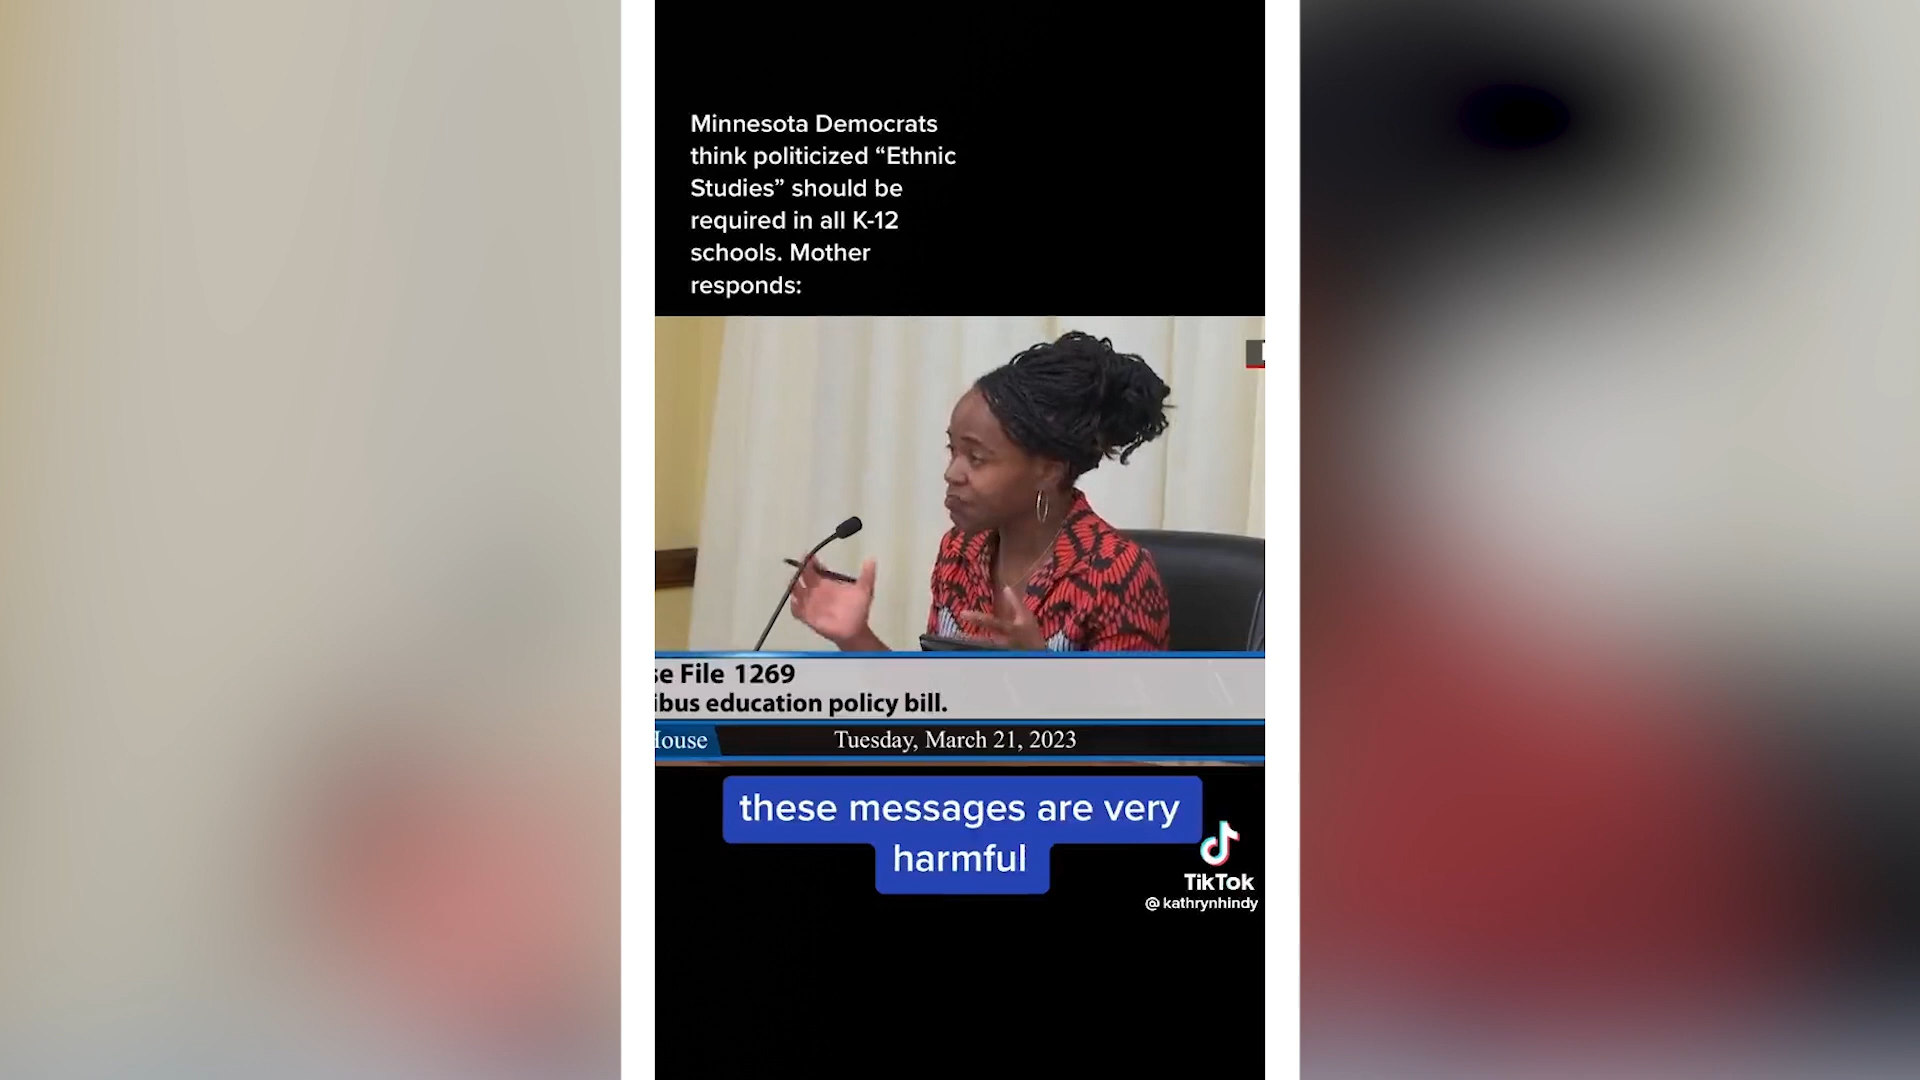 Minnesota Democrats
think politicized “Ethnic
Studies” should be
required in all K-12
schools. Mother
responds:
se File 1269
ibus education policy bill.
House
Tuesday, March 21, 2023
these messages are very
harmful
TikTok
@kathrynhindy